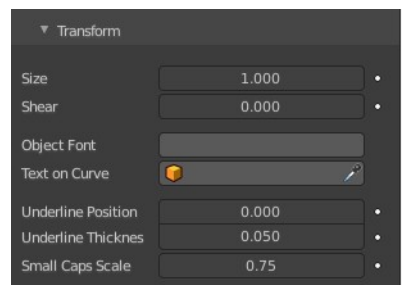 Transform
Size 1.000
Shear 0.000
Object Font
Text on Curve
Underline Position 0.000
Underline Thicknes 0.050
Small Caps Scale 0.75